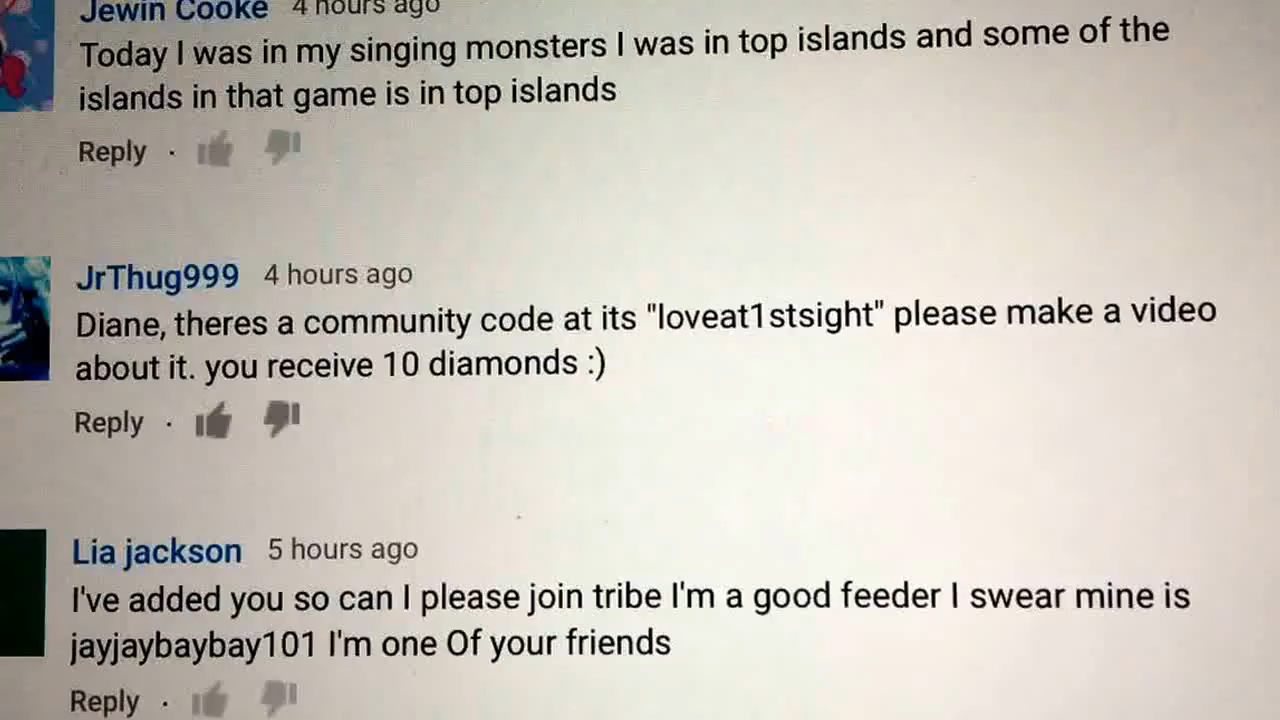 Jewin Cooke 4 hours ago
Today I was in my singing monsters I was in top islands and some of the
islands in that game is in top islands
Reply ·
JrThug999 4 hours ago
Diane, theres a community code at its "loveat1stsight" please make a video
about it. you receive 10 diamonds :)
Reply ·
Lia jackson 5 hours ago
I've added you so can I please join tribe I'm a good feeder I swear mine is
jayjaybaybay101 I'm one Of your friends
Reply ·